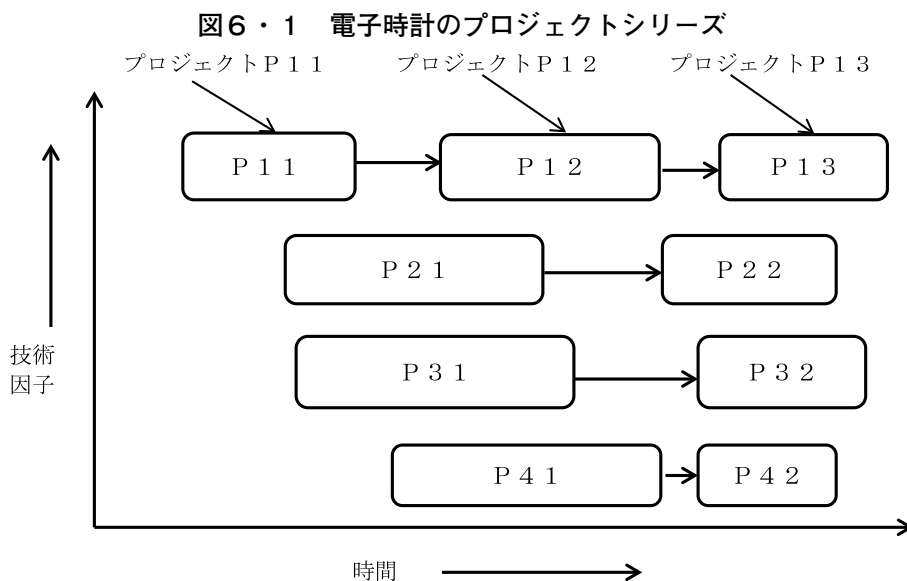 図6・1 電子時計のプロジェクトシリーズ
プロジェクトP11 プロジェクトP12 プロジェクトP13
P11 P12 P13
P21 P22
P31 P32
技術
因子
P41 P42
時間